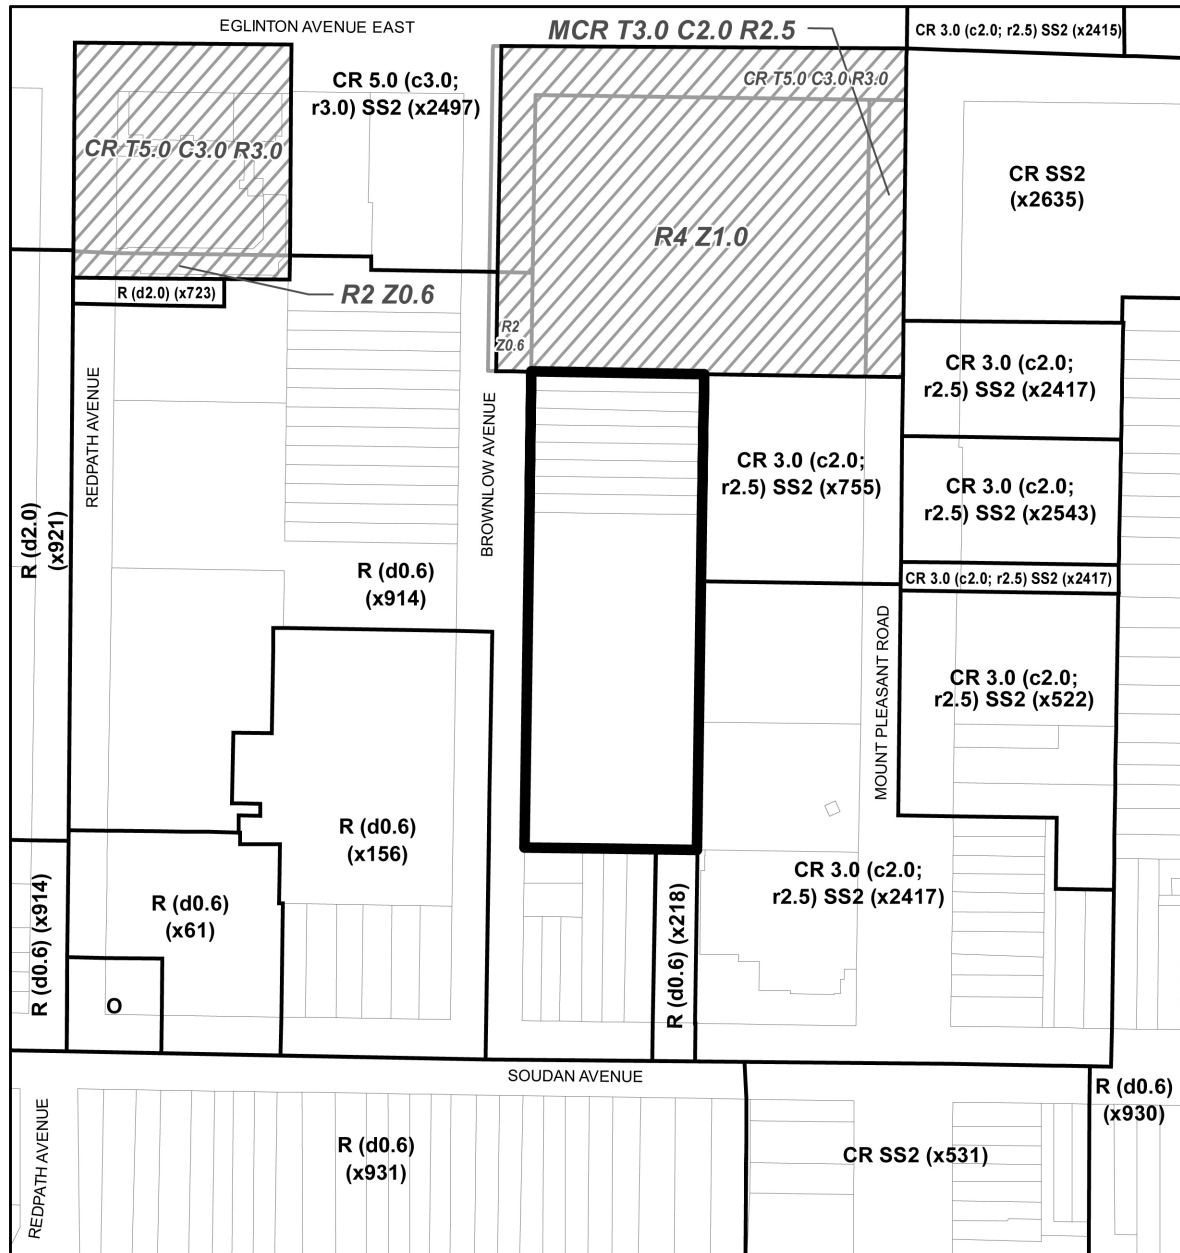 EGLINTON AVENUE EAST
MCR T3.0 C2.0 R2.5
CR 3.0 (c2.0; r2.5) SS2 (x2415)
CR 5.0 (c3.0;
r3.0) SS2 (x2497)
CR T5.0 C3.0 R3.0
CR T5.0 C3.0 R3.0
CR SS2
(x2635)
R4 Z1.0
R (d2.0) (x723)
R2 Z0.6
R2
Z0.6
CR 3.0 (c2.0;
r2.5) SS2 (x2417)
REDPATH AVENUE
BROWNLOW AVENUE
CR 3.0 (c2.0;
r2.5) SS2 (x755)
CR 3.0 (c2.0;
r2.5) SS2 (x2543)
R (d2.0)
(x921)
R (d0.6)
(x914)
CR 3.0 (c2.0; r2.5) SS2 (x2417)
MOUNT PLEASANT ROAD
CR 3.0 (c2.0;
r2.5) SS2 (x522)
R (d0.6)
(x156)
CR 3.0 (c2.0;
r2.5) SS2 (x2417)
R (d0.6) (x914)
R (d0.6)
(x61)
R (d0.6) (x218)
O
SOUDAN AVENUE
R (d0.6)
(x930)
REDPATH AVENUE
R (d0.6)
(x931)
CR SS2 (x531)